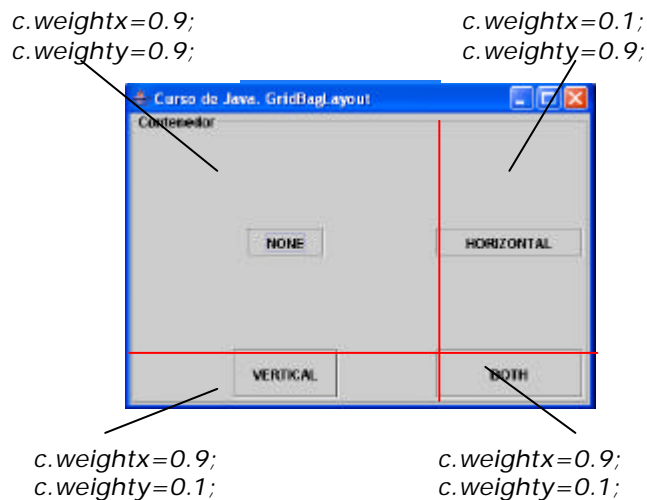 c.weightx=0.9;
c.weighty=0.9;
c.weightx=0.1;
c.weighty=0.9;
Curso de Java. GridBagLayout
Contenedor
NONE
HORIZONTAL
VERTICAL
BOTH
c.weightx=0.9;
c.weighty=0.1;
c.weightx=0.9;
c.weighty=0.1;